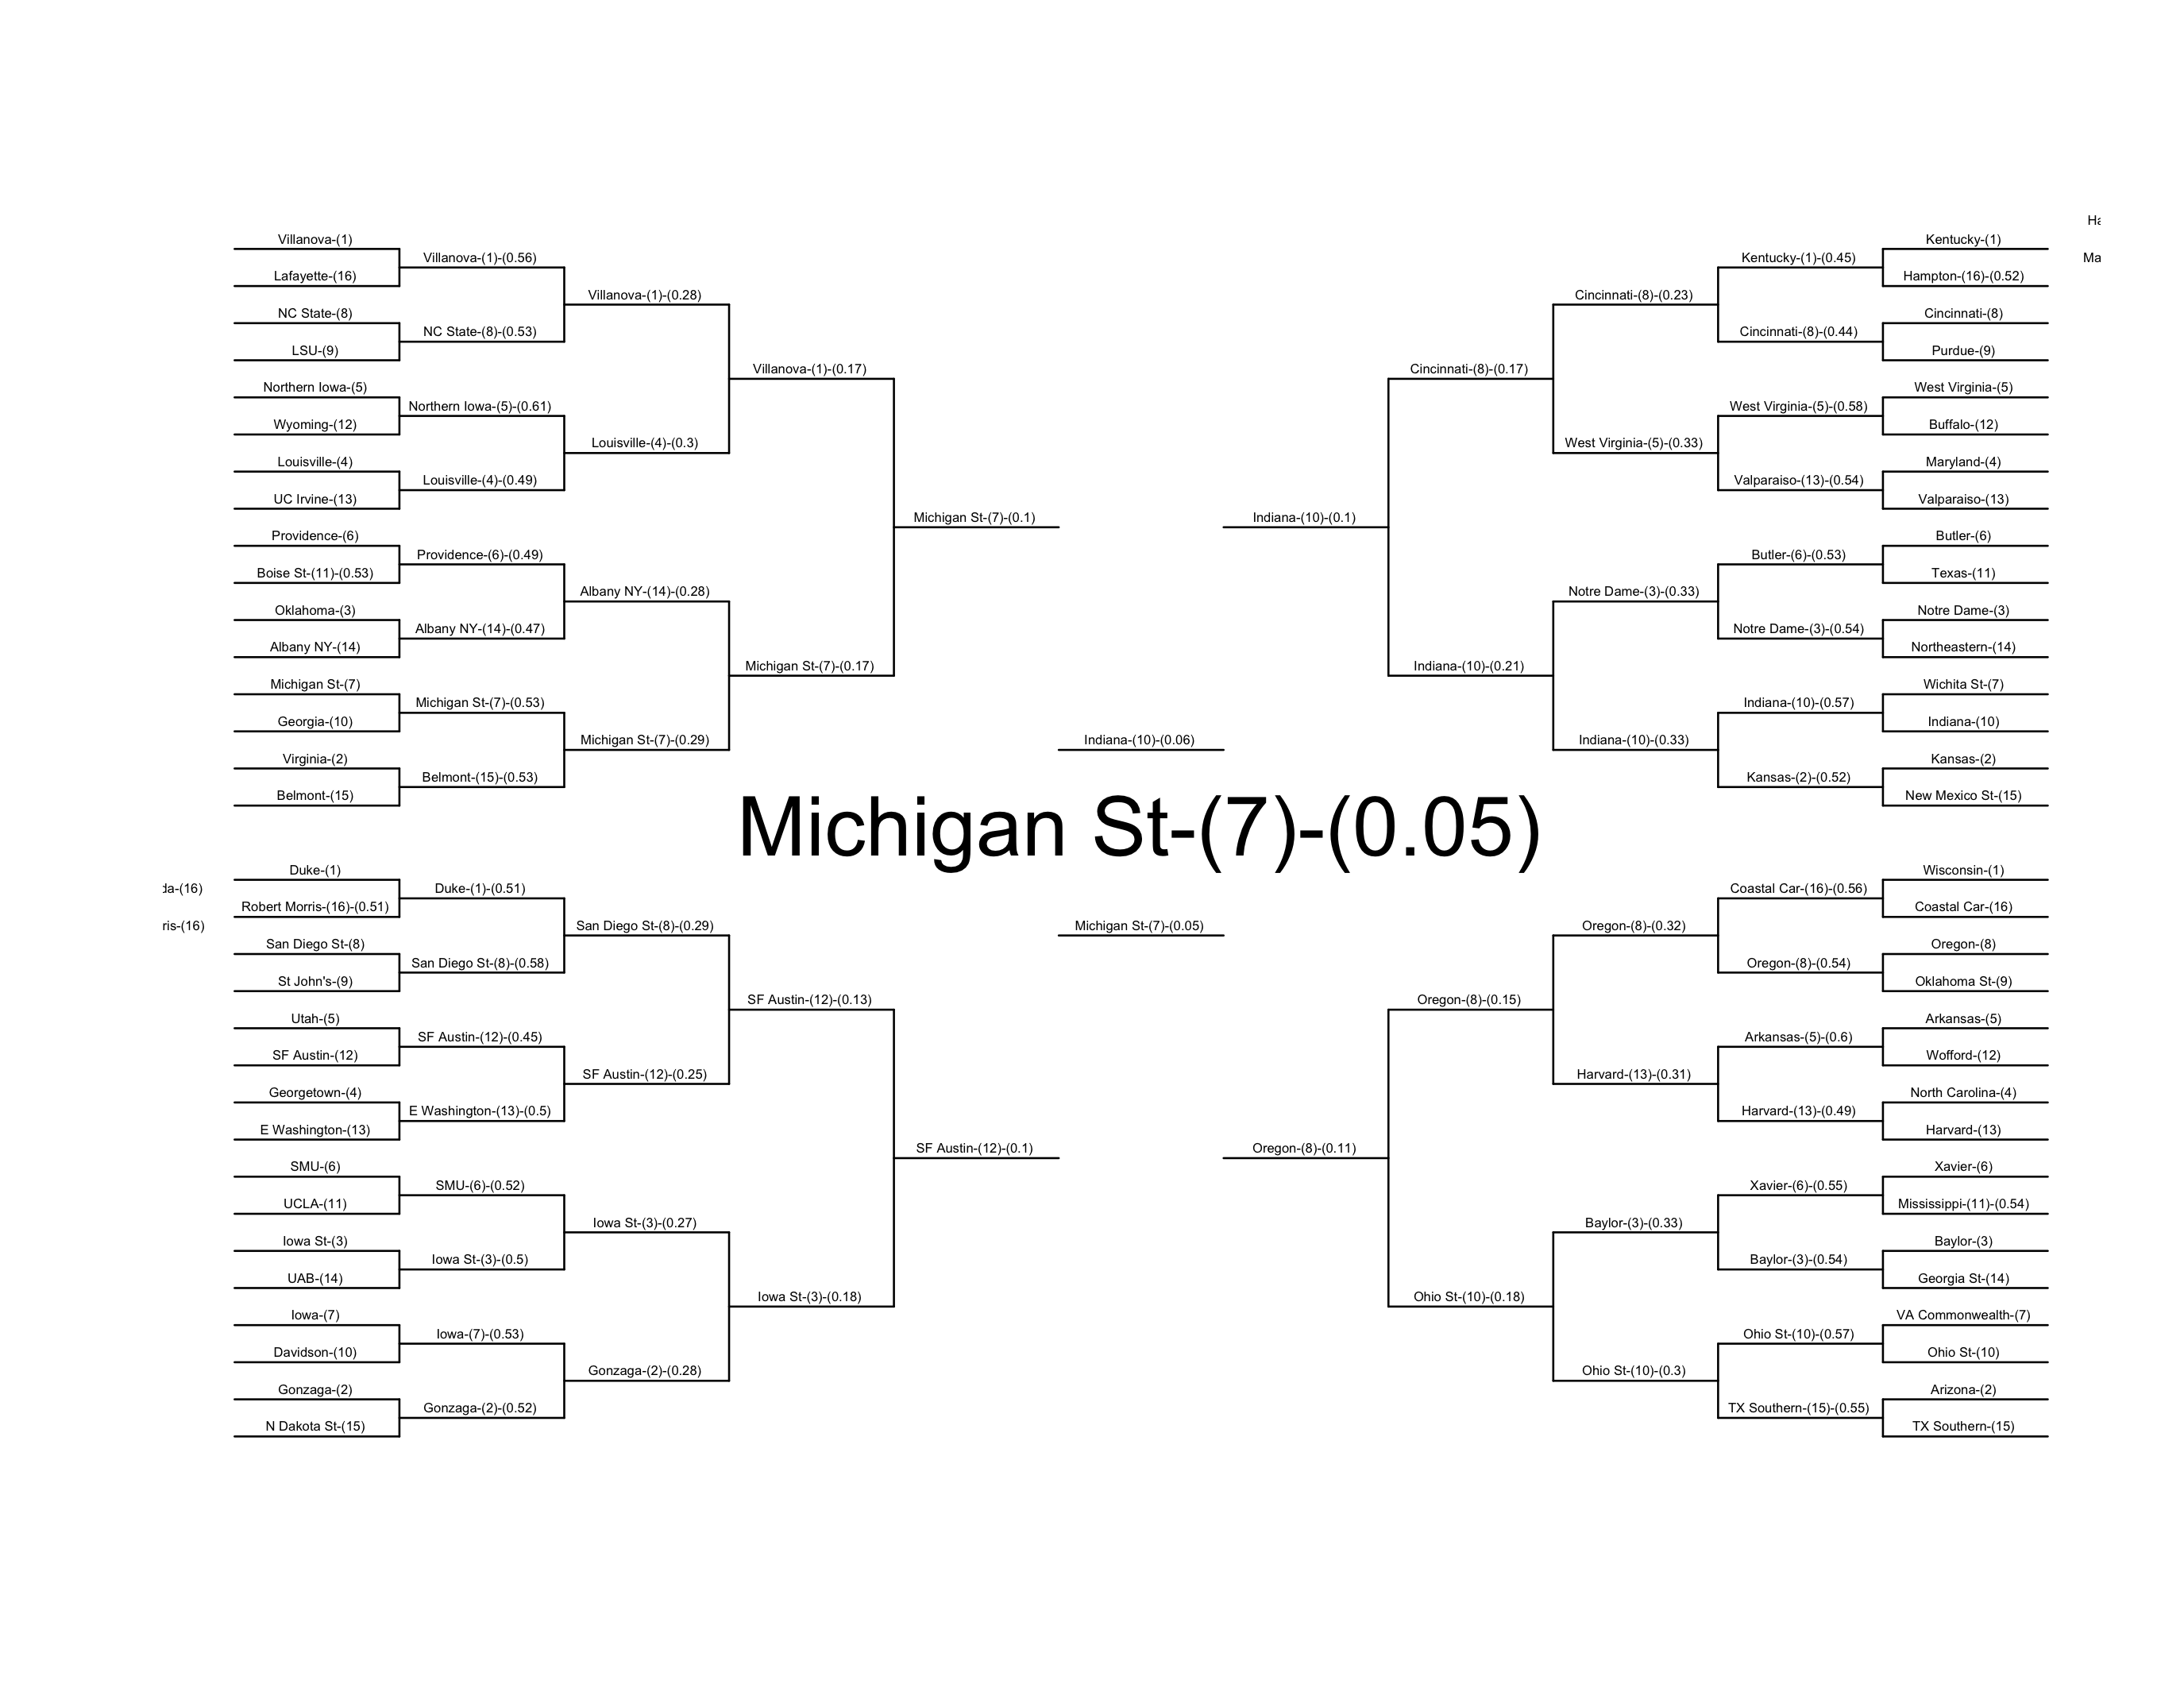 Villanova-(1)
Lafayette-(16)
NC State-(8)
LSU-(9)
Northern Iowa-(5)
Wyoming-(12)
Louisville-(4)
UC Irvine-(13)
Providence-(6)
Boise St-(11)-(0.53)
Oklahoma-(3)
Albany NY-(14)
Michigan St-(7)
Georgia-(10)
Virginia-(2)
Belmont-(15)
Villanova-(1)-(0.56)
NC State-(8)-(0.53)
Northern Iowa-(5)-(0.61)
Louisville-(4)-(0.49)
Providence-(6)-(0.49)
Albany NY-(14)-(0.47)
Michigan St-(7)-(0.53)
Belmont-(15)-(0.53)
Villanova-(1)-(0.28)
Louisville-(4)-(0.3)
Albany NY-(14)-(0.28)
Michigan St-(7)-(0.29)
Villanova-(1)-(0.17)
Michigan St-(7)-(0.17)
Michigan St-(7)-(0.1)
Indiana-(10)-(0.1)
Cincinnati-(8)-(0.17)
Indiana-(10)-(0.21)
Cincinnati-(8)-(0.23)
West Virginia-(5)-(0.33)
Notre Dame-(3)-(0.33)
Indiana-(10)-(0.33)
Kentucky-(1)-(0.45)
Cincinnati-(8)-(0.44)
West Virginia-(5)-(0.58)
Valparaiso-(13)-(0.54)
Butler-(6)-(0.53)
Notre Dame-(3)-(0.54)
Indiana-(10)-(0.57)
Kansas-(2)-(0.52)
Kentucky-(1)
Hampton-(16)-(0.52)
Cincinnati-(8)
Purdue-(9)
West Virginia-(5)
Buffalo-(12)
Maryland-(4)
Valparaiso-(13)
Butler-(6)
Texas-(11)
Notre Dame-(3)
Northeastern-(14)
Wichita St-(7)
Indiana-(10)
Kansas-(2)
New Mexico St-(15)
Ma
Indiana-(10)-(0.06)
Michigan St-(7)-(0.05)
Michigan St-(7)-(0.05)
da-(16)
ris-(16)
Duke-(1)
Robert Morris-(16)-(0.51)
San Diego St-(8)
St John's-(9)
Utah-(5)
SF Austin-(12)
Georgetown-(4)
E Washington-(13)
SMU-(6)
UCLA-(11)
Iowa St-(3)
UAB-(14)
Iowa-(7)
Davidson-(10)
Gonzaga-(2)
N Dakota St-(15)
Duke-(1)-(0.51)
San Diego St-(8)-(0.58)
SF Austin-(12)-(0.45)
E Washington-(13)-(0.5)
SMU-(6)-(0.52)
Iowa St-(3)-(0.5)
Iowa-(7)-(0.53)
Gonzaga-(2)-(0.52)
San Diego St-(8)-(0.29)
SF Austin-(12)-(0.25)
Iowa St-(3)-(0.27)
Gonzaga-(2)-(0.28)
SF Austin-(12)-(0.13)
Iowa St-(3)-(0.18)
SF Austin-(12)-(0.1)
Oregon-(8)-(0.11)
Oregon-(8)-(0.15)
Ohio St-(10)-(0.18)
Oregon-(8)-(0.32)
Harvard-(13)-(0.31)
Baylor-(3)-(0.33)
Ohio St-(10)-(0.3)
Coastal Car-(16)-(0.56)
Oregon-(8)-(0.54)
Arkansas-(5)-(0.6)
Harvard-(13)-(0.49)
Xavier-(6)-(0.55)
Baylor-(3)-(0.54)
Ohio St-(10)-(0.57)
TX Southern-(15)-(0.55)
Wisconsin-(1)
Coastal Car-(16)
Oregon-(8)
Oklahoma St-(9)
Arkansas-(5)
Wofford-(12)
North Carolina-(4)
Harvard-(13)
Xavier-(6)
Mississippi-(11)-(0.54)
Baylor-(3)
Georgia St-(14)
VA Commonwealth-(7)
Ohio St-(10)
Arizona-(2)
TX Southern-(15)